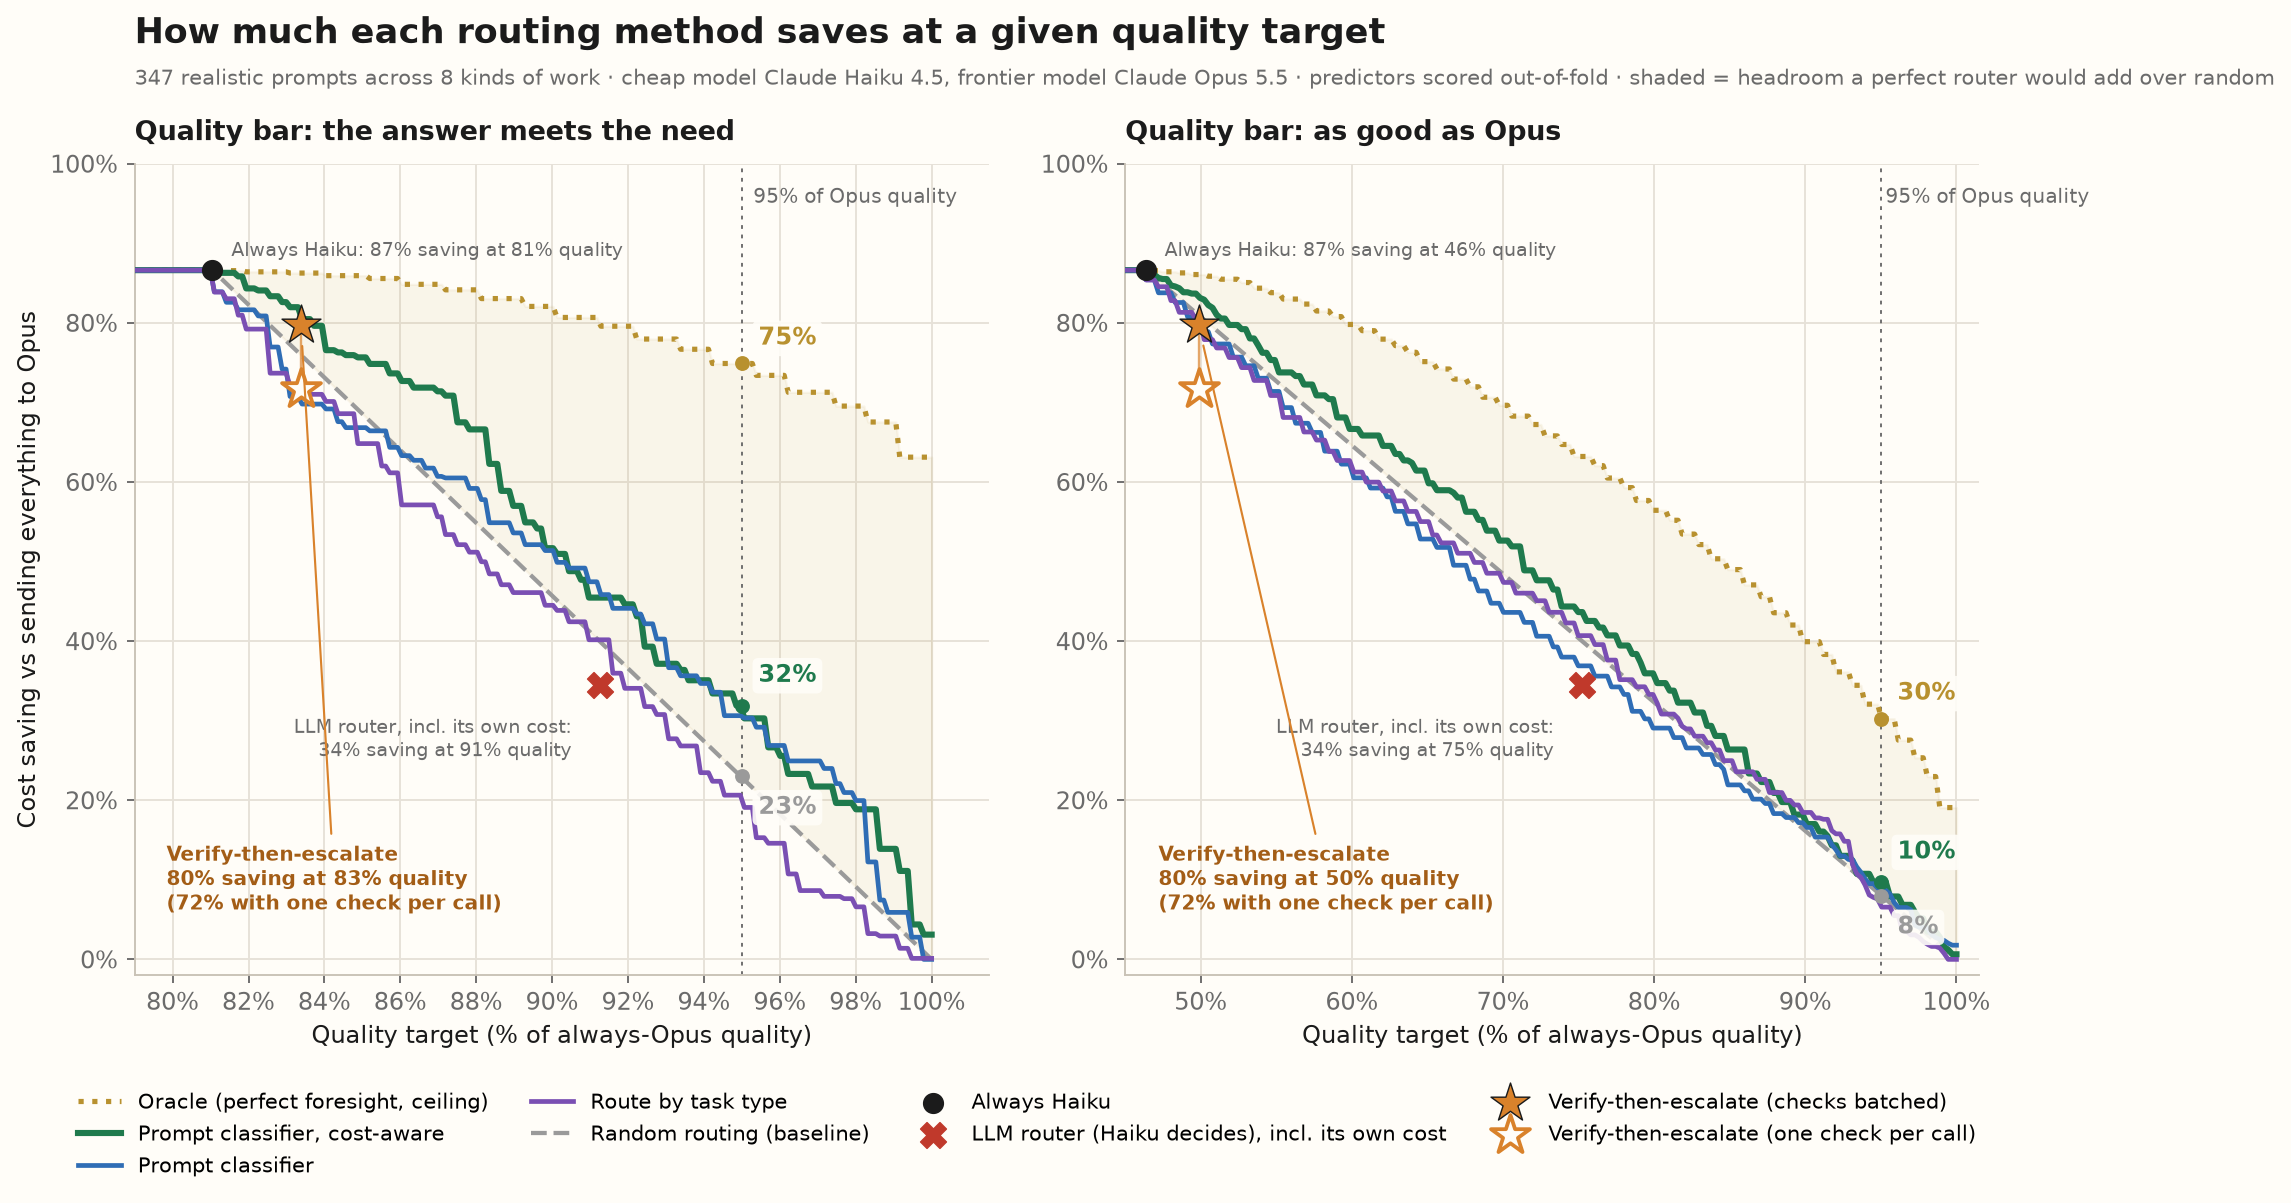 How much each routing method saves at a given quality target
347 realistic prompts across 8 kinds of work · cheap model Claude Haiku 4.5, frontier model Claude Opus 5.5 · predictors scored out-of-fold · shaded = headroom a perfect router would add over random
Quality bar: the answer meets the need
Cost saving vs sending everything to Opus
100%
80%
60%
40%
20%
0%
95% of Opus quality
Always Haiku: 87% saving at 81% quality
75%
32%
23%
LLM router, incl. its own cost:
34% saving at 91% quality
Verify-then-escalate
80% saving at 83% quality
(72% with one check per call)
80% 82% 84% 86% 88% 90% 92% 94% 96% 98% 100%
Quality target (% of always-Opus quality)
Quality bar: as good as Opus
100%
80%
60%
40%
20%
0%
95% of Opus quality
Always Haiku: 87% saving at 46% quality
30%
10%
8%
LLM router, incl. its own cost:
34% saving at 75% quality
Verify-then-escalate
80% saving at 50% quality
(72% with one check per call)
50% 60% 70% 80% 90% 100%
Quality target (% of always-Opus quality)
Oracle (perfect foresight, ceiling)
Prompt classifier, cost-aware
Prompt classifier
Route by task type
Random routing (baseline)
Always Haiku
LLM router (Haiku decides), incl. its own cost
Verify-then-escalate (checks batched)
Verify-then-escalate (one check per call)